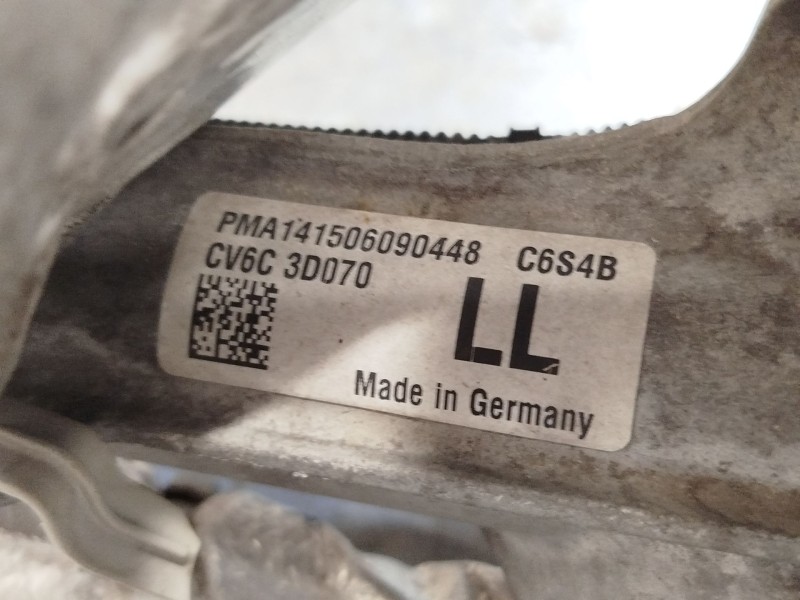 PMA141506090448 C6S4B
CV6C 3D070
LL
Made in Germany